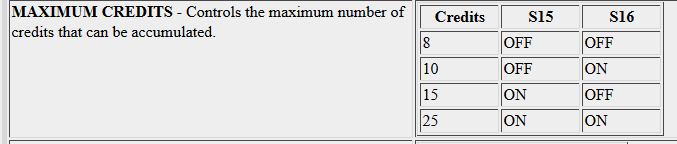 MAXIMUM CREDITS - Controls the maximum number of
credits that can be accumulated.
Credits S15 S16
8 OFF OFF
10 OFF ON
15 ON OFF
25 ON ON